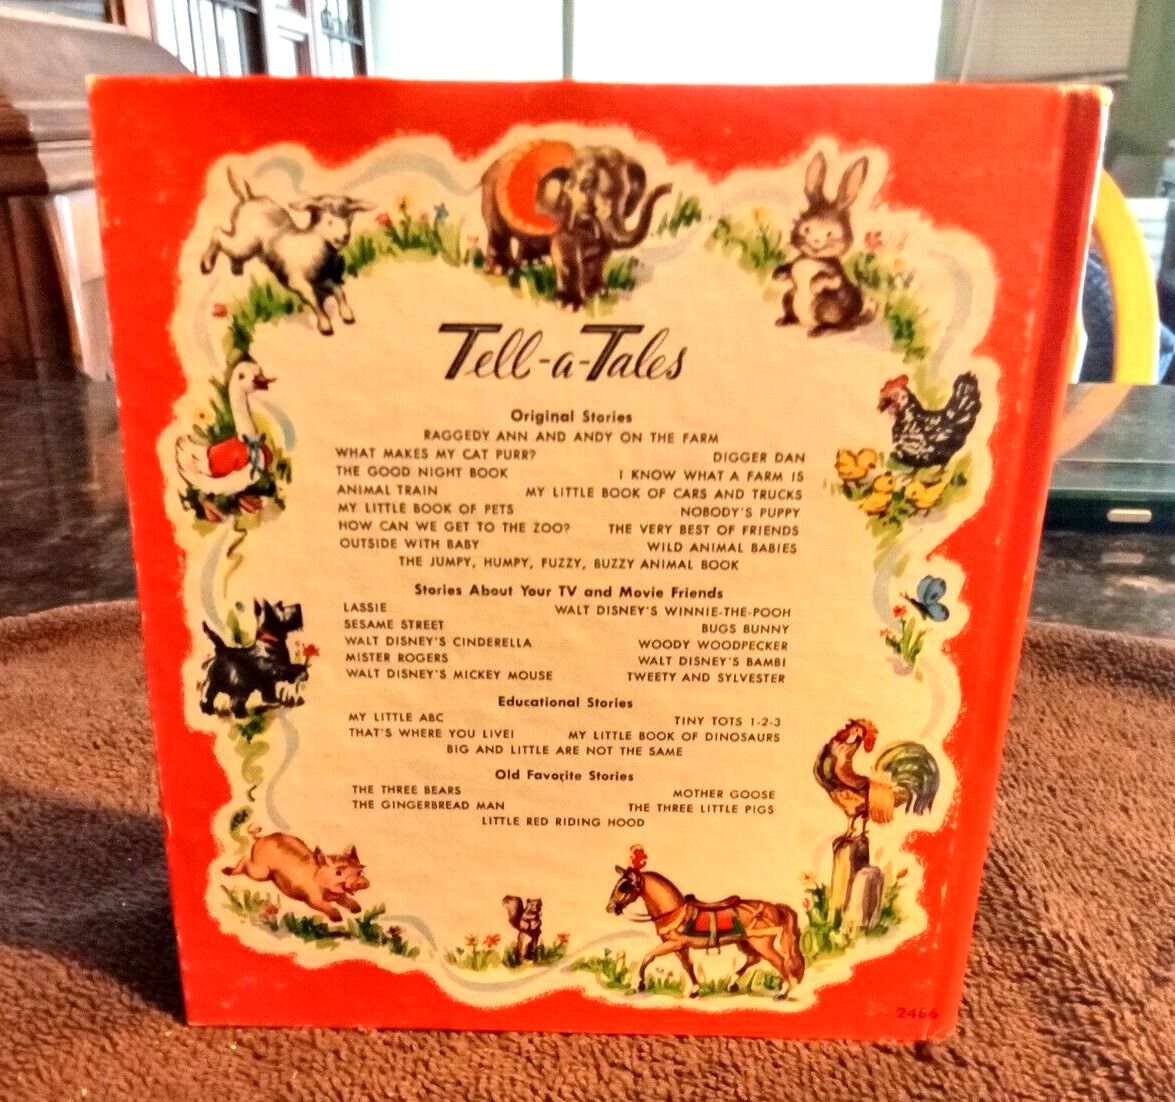 Tell-a-Tales
Original Stories
RAGGEDY ANN AND ANDY ON THE FARM
WHAT MAKES MY CAT PURR? DIGGER DAN
THE GOOD NIGHT BOOK I KNOW WHAT A FARM IS
ANIMAL TRAIN MY LITTLE BOOK OF CARS AND TRUCKS
MY LITTLE BOOK OF PETS NOBODY'S PUPPY
HOW CAN WE GET TO THE ZOO? THE VERY BEST OF FRIENDS
OUTSIDE WITH BABY WILD ANIMAL BABIES
THE JUMPY, HUMPY, FUZZY, BUZZY ANIMAL BOOK
Stories About Your TV and Movie Friends
LASSIE WALT DISNEY'S WINNIE-THE-POOH
SESAME STREET BUGS BUNNY
WALT DISNEY'S CINDERELLA WOODY WOODPECKER
MISTER ROGERS WALT DISNEY'S BAMBI
WALT DISNEY'S MICKEY MOUSE TWEETY AND SYLVESTER
Educational Stories
MY LITTLE ABC TINY TOTS 1-2-3
THAT'S WHERE YOU LIVE! MY LITTLE BOOK OF DINOSAURS
BIG AND LITTLE ARE NOT THE SAME
Old Favorite Stories
THE THREE BEARS MOTHER GOOSE
THE GINGERBREAD MAN THE THREE LITTLE PIGS
LITTLE RED RIDING HOOD